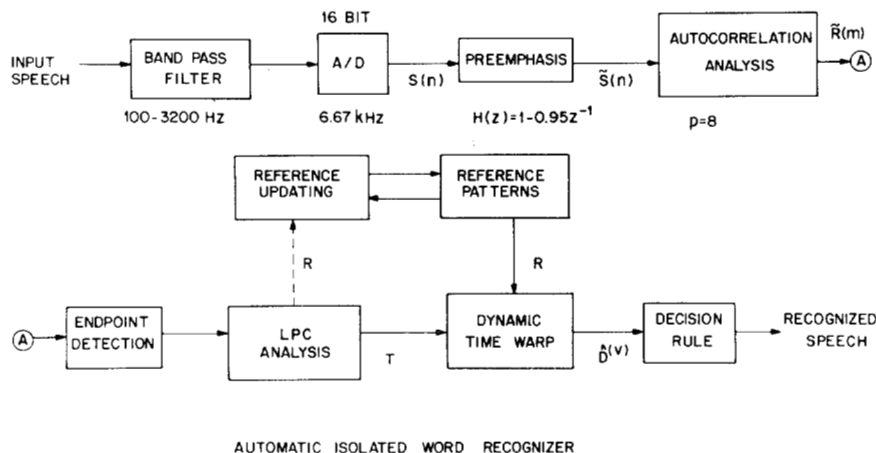 16 BIT
INPUT
SPEECH
BAND PASS
FILTER
A/D
S(n)
PREEMPHASIS
S̃(n)
AUTOCORRELATION
ANALYSIS
R̃(m)
A
100-3200 Hz
6.67 kHz
H(z)=1-0.95z⁻¹
p=8
REFERENCE
UPDATING
REFERENCE
PATTERNS
R
R
A
ENDPOINT
DETECTION
LPC
ANALYSIS
T
DYNAMIC
TIME WARP
D̂(v)
DECISION
RULE
RECOGNIZED
SPEECH
AUTOMATIC ISOLATED WORD RECOGNIZER